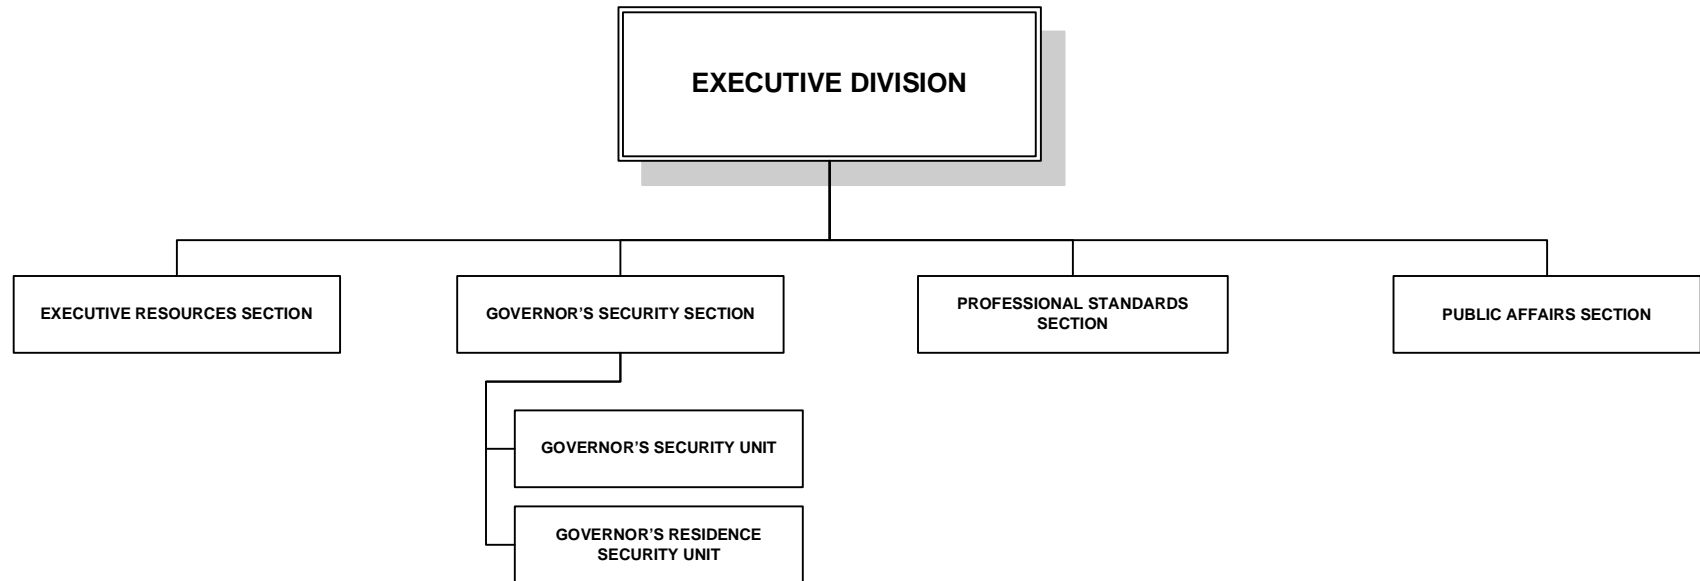 EXECUTIVE DIVISION
EXECUTIVE RESOURCES SECTION
GOVERNOR’S SECURITY SECTION
PROFESSIONAL STANDARDS
SECTION
PUBLIC AFFAIRS SECTION
GOVERNOR’S SECURITY UNIT
GOVERNOR’S RESIDENCE
SECURITY UNIT